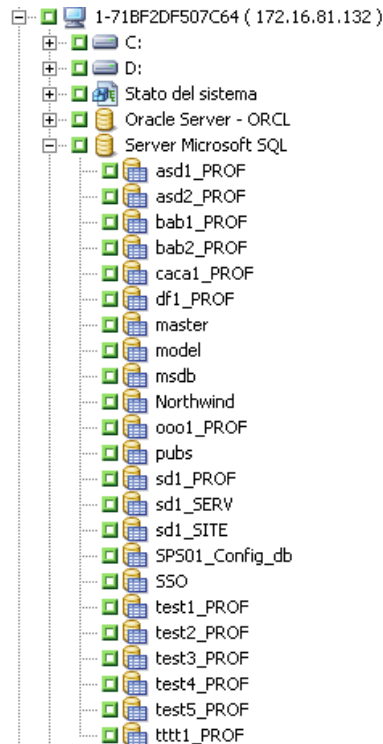 1-71BF2DF507C64 ( 172.16.81.132 )
C:
D:
Stato del sistema
Oracle Server - ORCL
Server Microsoft SQL
asd1_PROF
asd2_PROF
bab1_PROF
bab2_PROF
caca1_PROF
df1_PROF
master
model
msdb
Northwind
ooo1_PROF
pubs
sd1_PROF
sd1_SERV
sd1_SITE
SPS01_Config_db
SSO
test1_PROF
test2_PROF
test3_PROF
test4_PROF
test5_PROF
tttt1_PROF